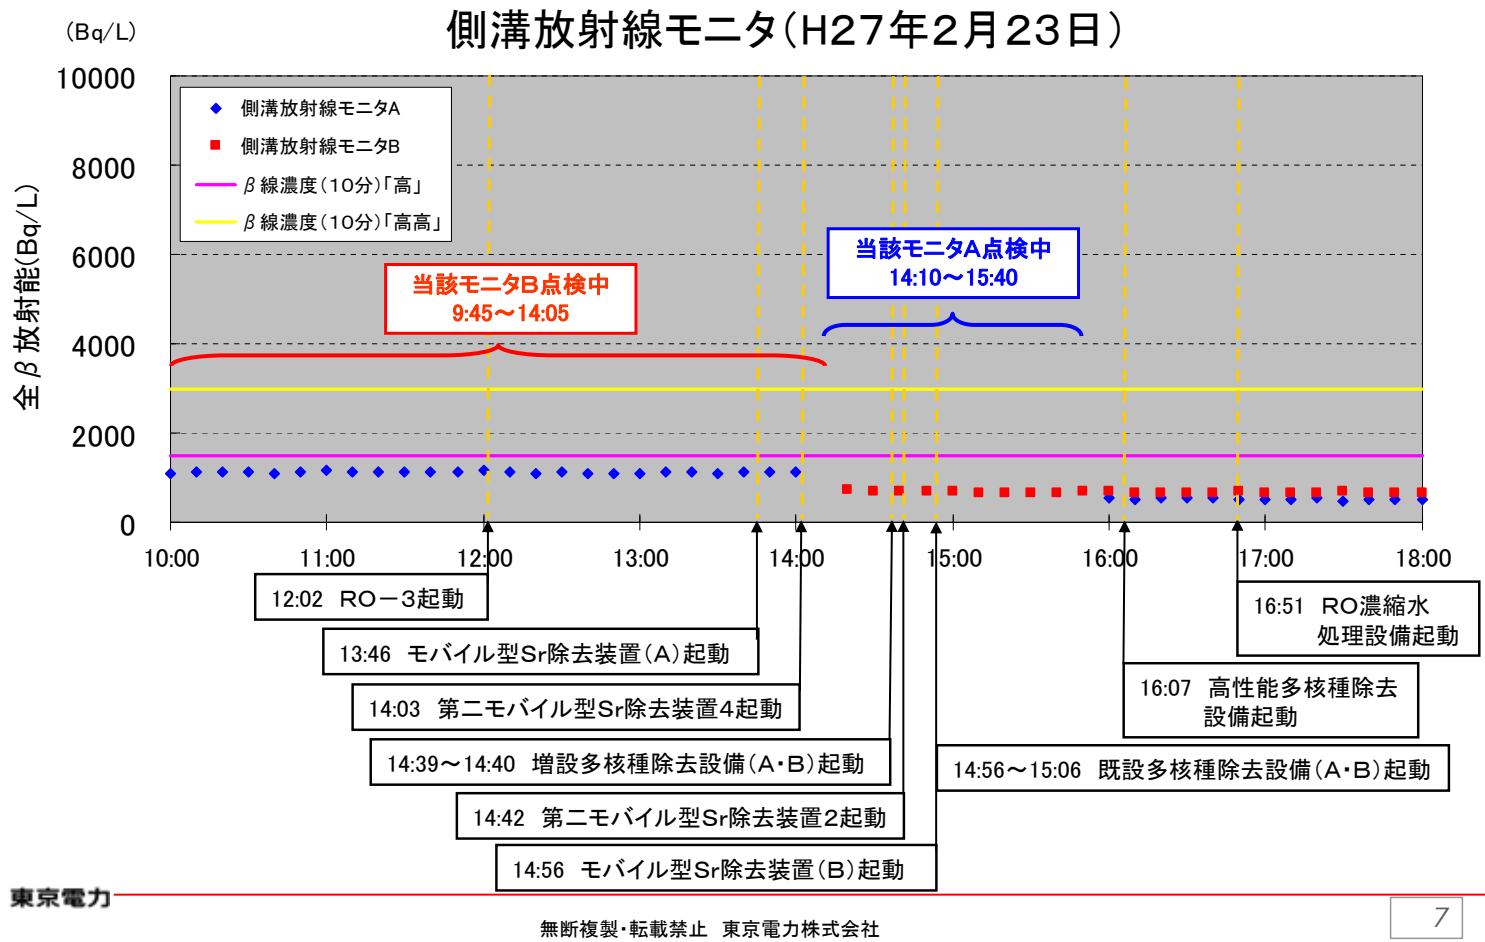 側溝放射線モニタ(H27年2月23日)
(Bq/L)
全β放射能(Bq/L)
10000
8000
6000
4000
2000
0
側溝放射線モニタA
側溝放射線モニタB
β線濃度(10分)「高」
β線濃度(10分)「高高」
当該モニタB点検中
9:45～14:05
当該モニタA点検中
14:10～15:40
10:00 11:00 12:00 13:00 14:00 15:00 16:00 17:00 18:00
12:02 RO－3起動
13:46 モバイル型Sr除去装置(A)起動
14:03 第二モバイル型Sr除去装置4起動
14:39～14:40 増設多核種除去設備(A・B)起動
14:42 第二モバイル型Sr除去装置2起動
14:56 モバイル型Sr除去装置(B)起動
14:56～15:06 既設多核種除去設備(A・B)起動
16:07 高性能多核種除去
設備起動
16:51 RO濃縮水
処理設備起動
東京電力
無断複製・転載禁止 東京電力株式会社
7